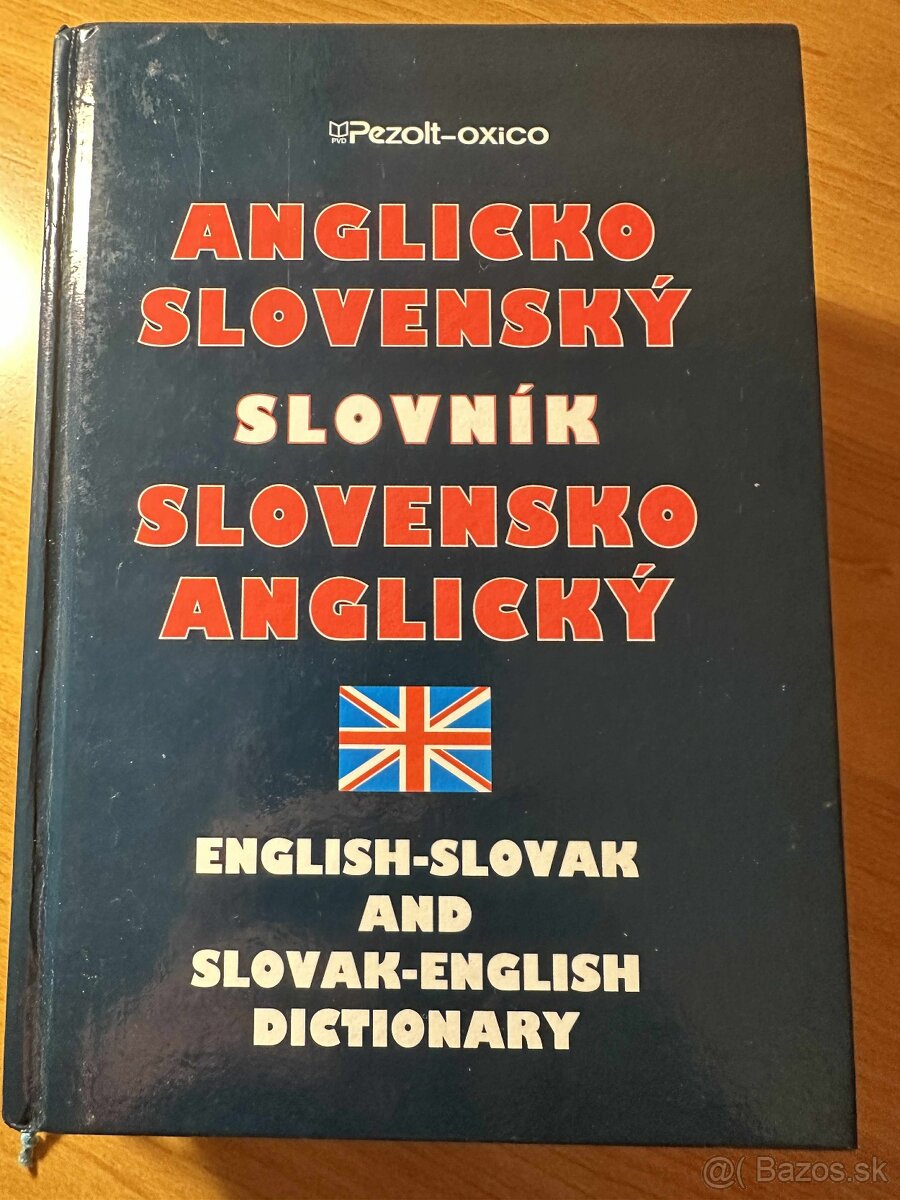 PVD Pezolt-oxico
ANGLICKO
SLOVENSKÝ
SLOVNÍK
SLOVENSKO
ANGLICKÝ
ENGLISH-SLOVAK
AND
SLOVAK-ENGLISH
DICTIONARY
@( Bazos.sk